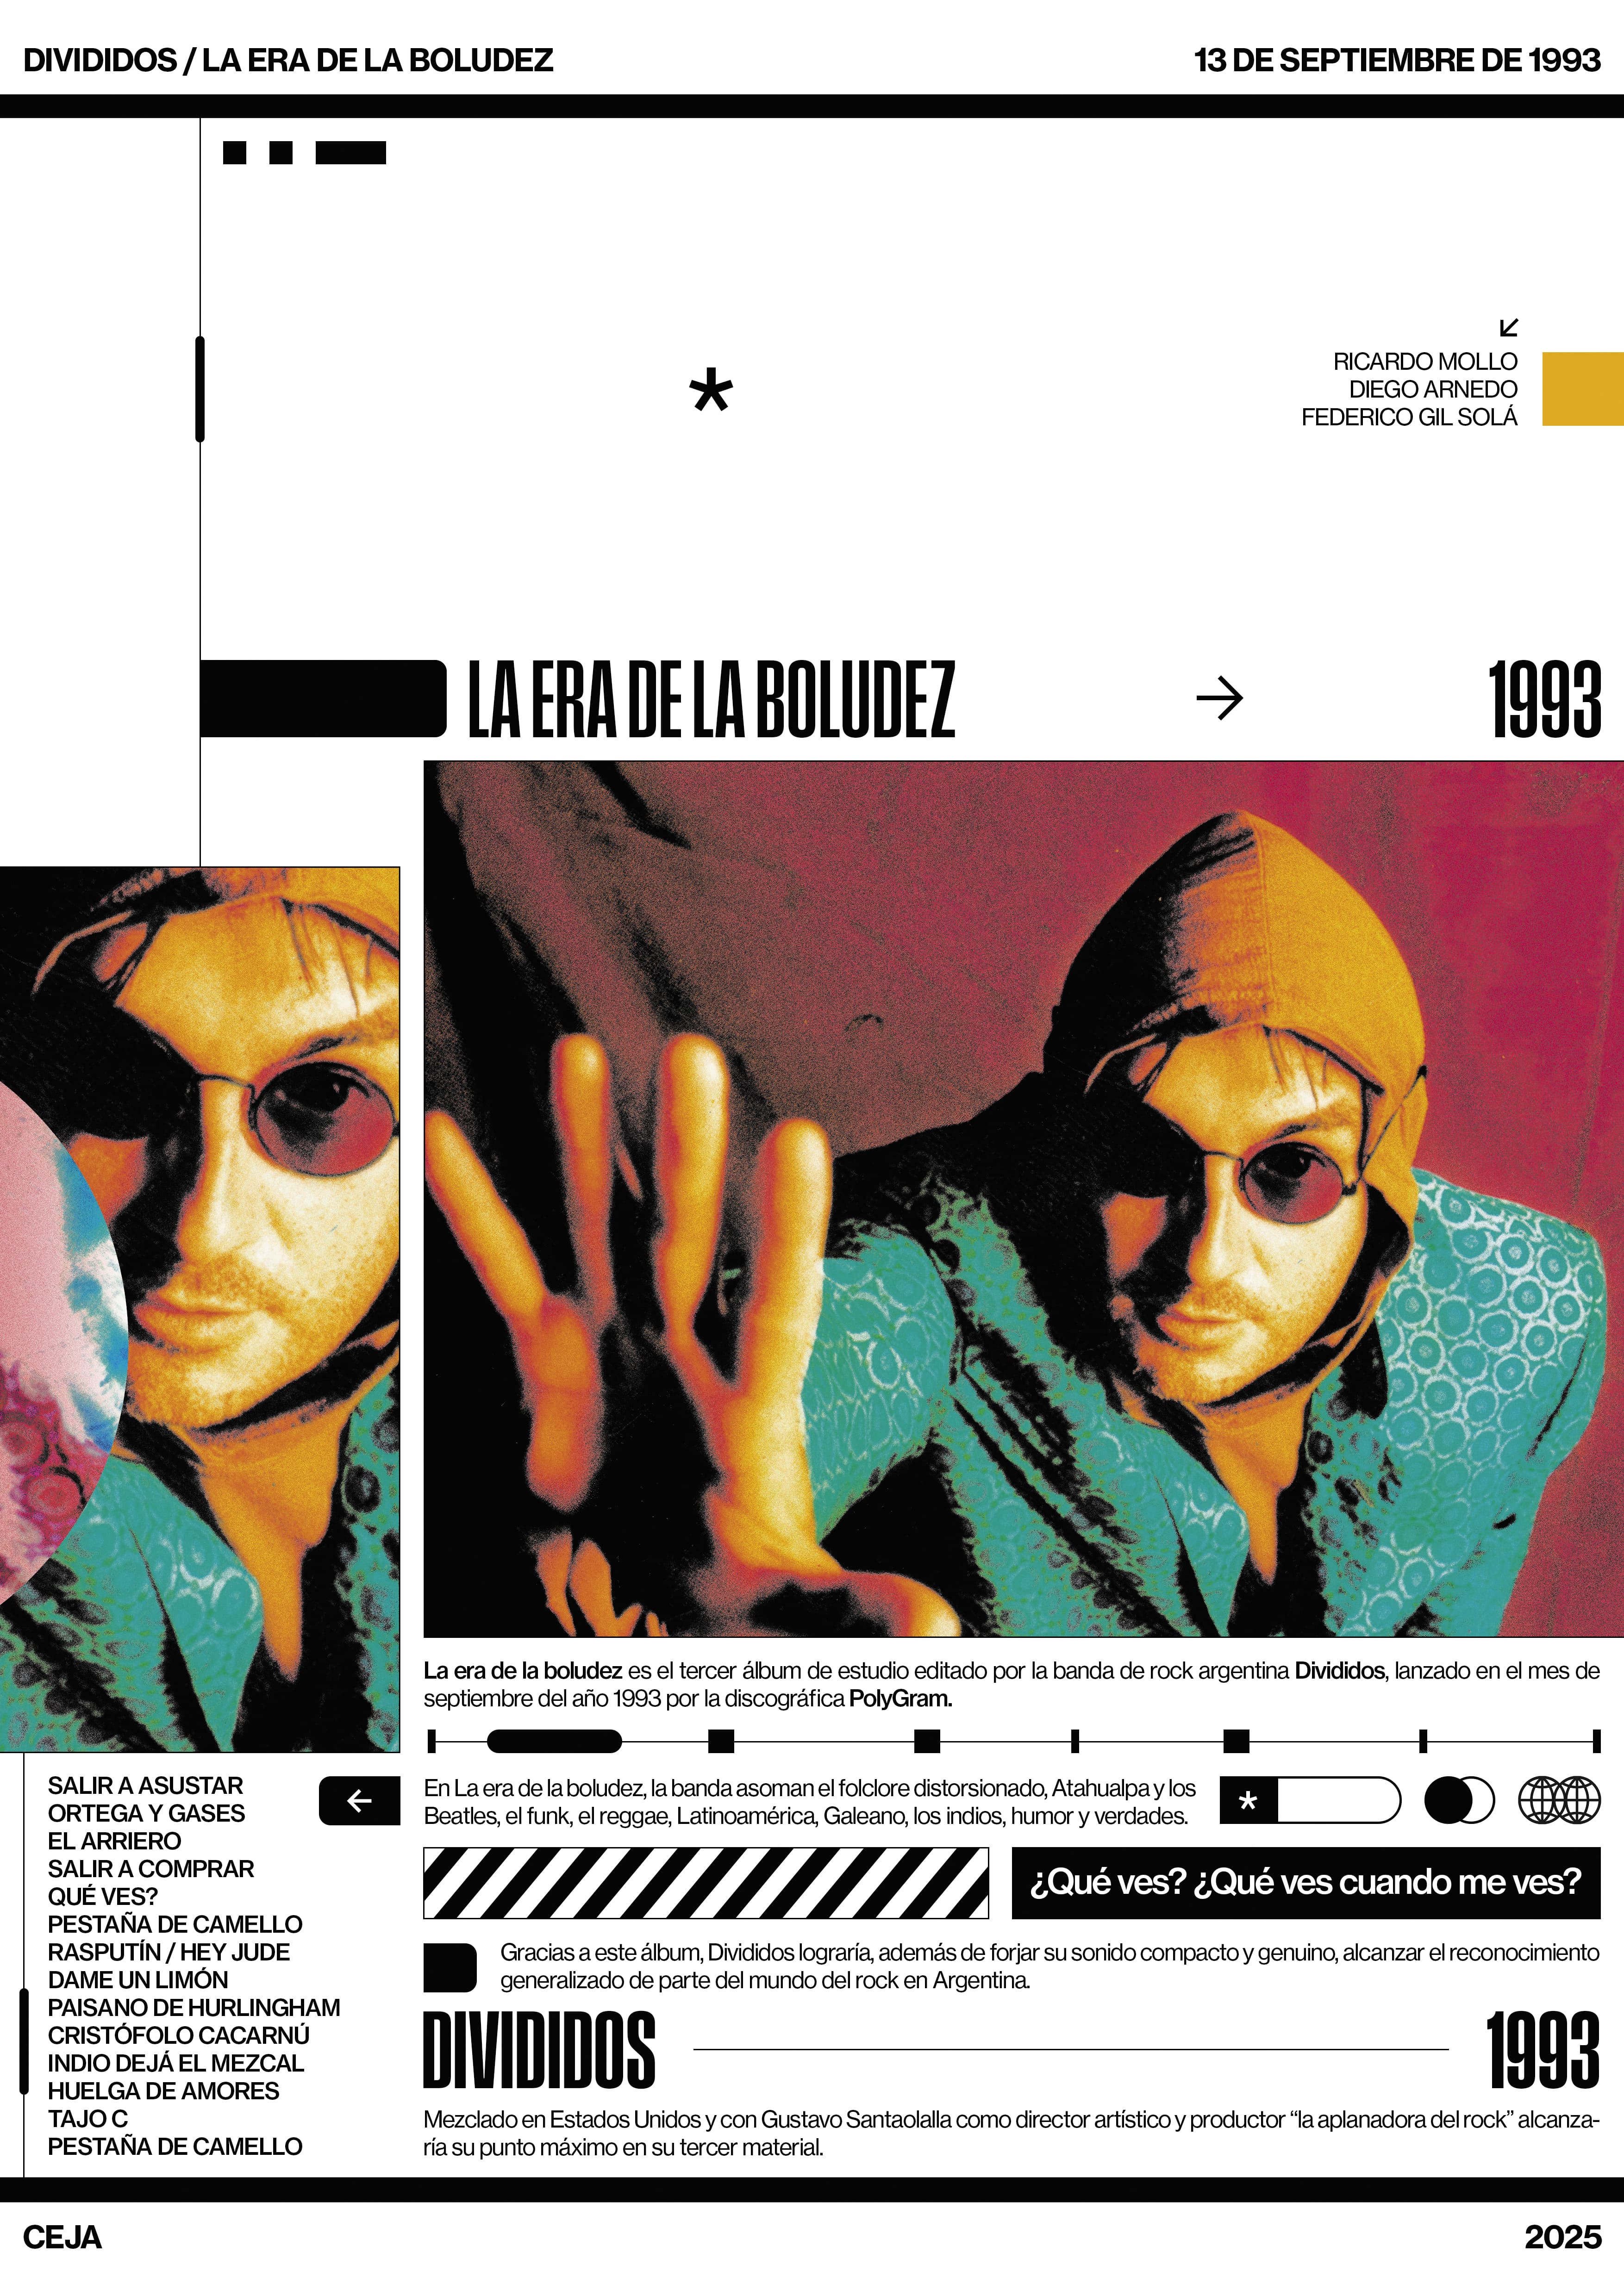 DIVIDIDOS / LA ERA DE LA BOLUDEZ
13 DE SEPTIEMBRE DE 1993
*
RICARDO MOLLO
DIEGO ARNEDO
FEDERICO GIL SOLÁ
LA ERA DE LA BOLUDEZ → 1993
La era de la boludez es el tercer álbum de estudio editado por la banda de rock argentina Divididos, lanzado en el mes de
septiembre del año 1993 por la discográfica PolyGram.
SALIR A ASUSTAR
ORTEGA Y GASES
EL ARRIERO
SALIR A COMPRAR
QUÉ VES?
PESTAÑA DE CAMELLO
RASPUTÍN / HEY JUDE
DAME UN LIMÓN
PAISANO DE HURLINGHAM
CRISTÓFOLO CACARNÚ
INDIO DEJÁ EL MEZCAL
HUELGA DE AMORES
TAJO C
PESTAÑA DE CAMELLO
En La era de la boludez, la banda asoman el folclore distorsionado, Atahualpa y los
Beatles, el funk, el reggae, Latinoamérica, Galeano, los indios, humor y verdades.
*
¿Qué ves? ¿Qué ves cuando me ves?
Gracias a este álbum, Divididos lograría, además de forjar su sonido compacto y genuino, alcanzar el reconocimiento
generalizado de parte del mundo del rock en Argentina.
DIVIDIDOS 1993
Mezclado en Estados Unidos y con Gustavo Santaolalla como director artístico y productor “la aplanadora del rock” alcanza-
ría su punto máximo en su tercer material.
CEJA
2025